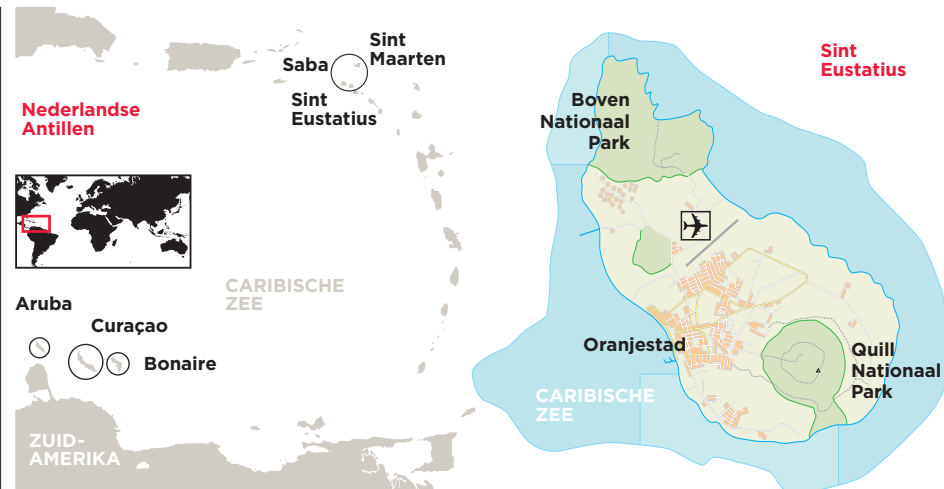 Sint
Maarten
Saba
Sint
Eustatius
Nederlandse
Antillen
CARIBISCHE
ZEE
Aruba
Curaçao
Bonaire
ZUID-
AMERIKA
Sint
Eustatius
Boven
Nationaal
Park
Oranjestad
Quill
Nationaal
Park
CARIBISCHE
ZEE